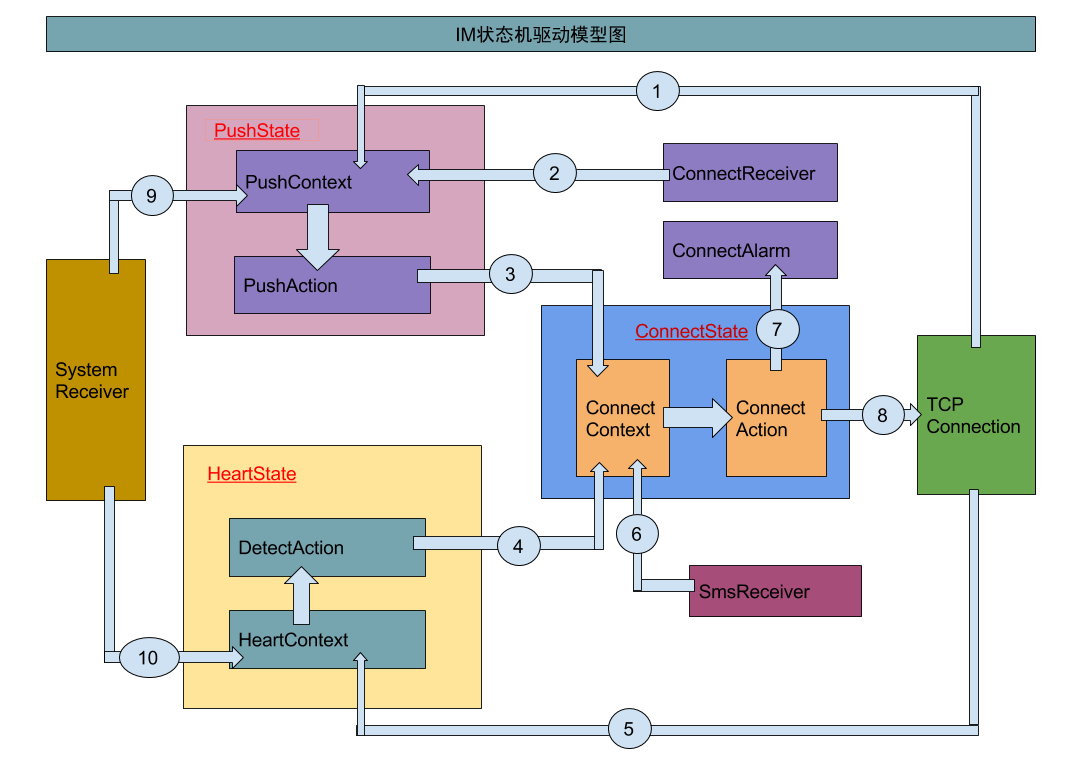 IM状态机驱动模型图
1
PushState
PushContext
2
ConnectReceiver
9
ConnectAlarm
PushAction
3
ConnectState
7
System
Receiver
Connect
Context
Connect
Action
8
TCP
Connection
HeartState
DetectAction
4
6
SmsReceiver
HeartContext
10
5